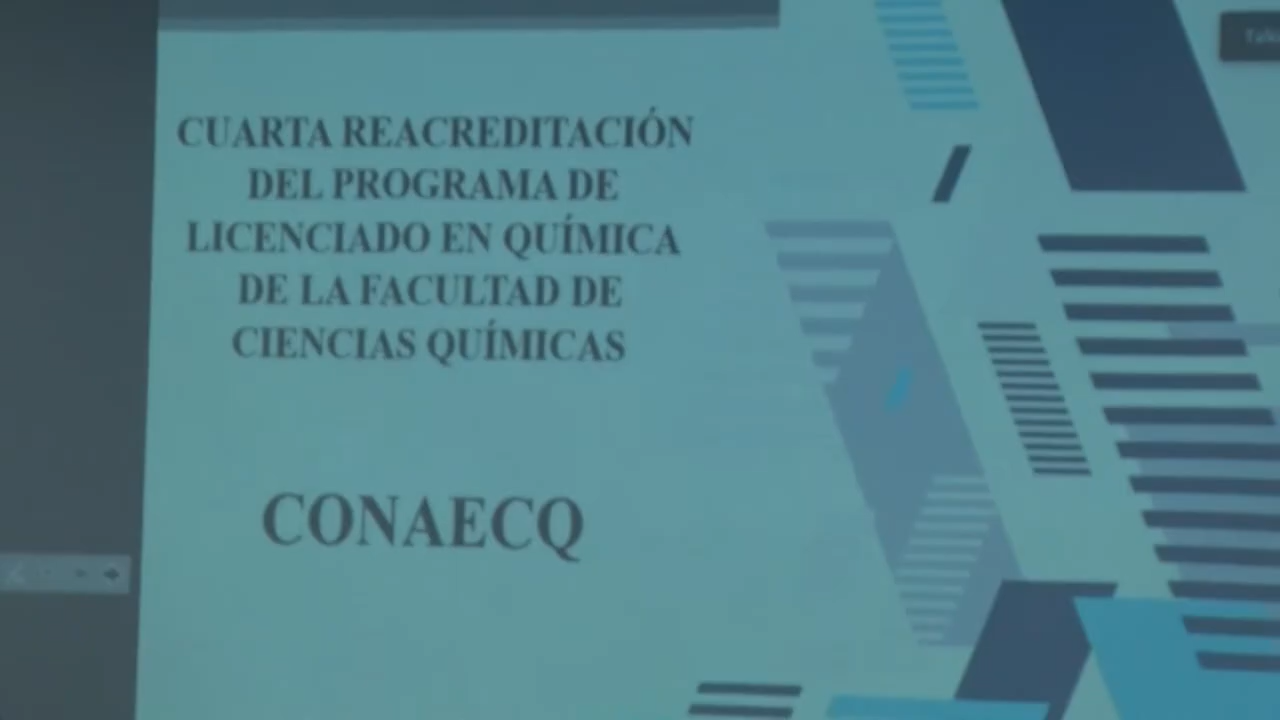 CUARTA REACREDITACIÓN
DEL PROGRAMA DE
LICENCIADO EN QUÍMICA
DE LA FACULTAD DE
CIENCIAS QUÍMICAS
CONAECQ